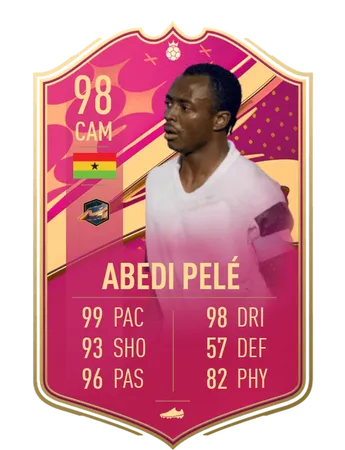 98
CAM
ABEDI PELÉ
99 PAC 98 DRI
93 SHO 57 DEF
96 PAS 82 PHY